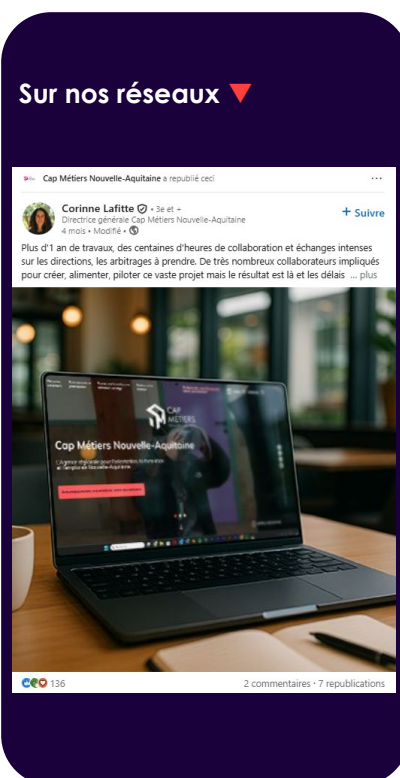 Sur nos réseaux
Cap Métiers Nouvelle-Aquitaine a republié ceci
Corinne Lafitte • 3e et +
Directrice générale Cap Métiers Nouvelle-Aquitaine
4 mois • Modifié •
+ Suivre
Plus d'1 an de travaux, des centaines d'heures de collaboration et échanges intenses
sur les directions, les arbitrages à prendre. De très nombreux collaborateurs impliqués
pour créer, alimenter, piloter ce vaste projet mais le résultat est là et les délais ... plus
CAP
MÉTIERS
Cap Métiers Nouvelle-Aquitaine
136
2 commentaires • 7 republications